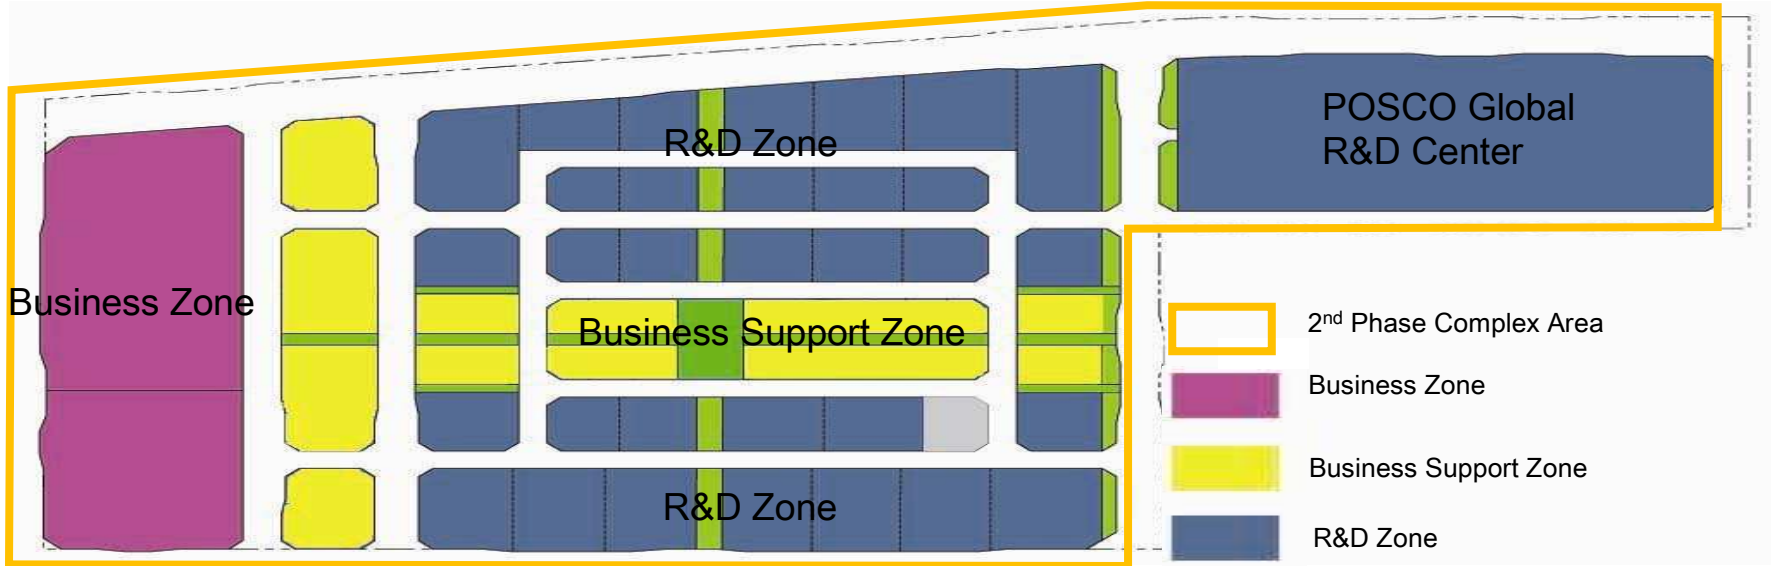 POSCO Global
R&D Center
R&D Zone
Business Zone
Business Support Zone
R&D Zone
2nd Phase Complex Area
Business Zone
Business Support Zone
R&D Zone